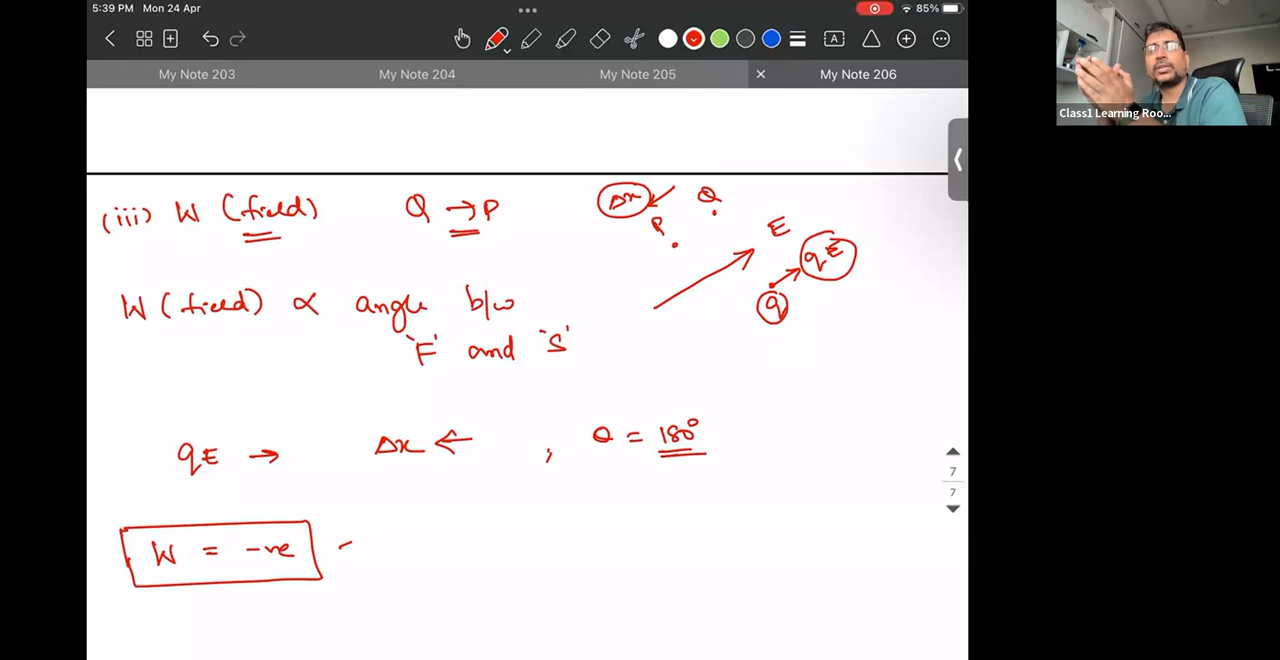 5:39 PM Mon 24 Apr
85%
A
My Note 203
My Note 204
My Note 205
My Note 206
Class1 Learning Roo...
(iii) W (field) Q → P
Δx
Q
P
E
qE
q
W (field) ∝ angle b/w
'F' and 'S'
qE → Δx ← , θ = 180°
W = -ve
7
7